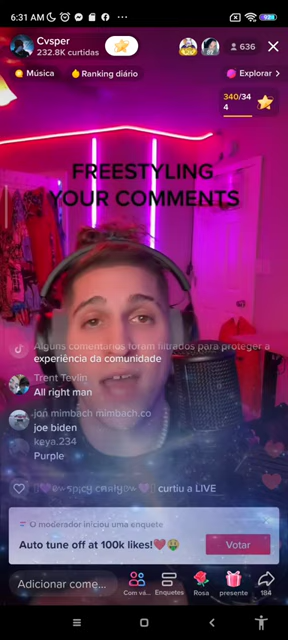 6:31 AM
92
Cvsper
232.8K curtidas
636
Música
Ranking diário
Explorar
340/34
4
FREESTYLING
YOUR COMMENTS
Alguns comentários foram filtrados para proteger a
experiência da comunidade
Trent Tevlin
All right man
jon mimbach mimbach.co
joe biden
keya.234
Purple
curtiu a LIVE
O moderador iniciou uma enquete
Auto tune off at 100k likes!
Votar
Adicionar come...
Com vá...
Enquetes
Rosa
presente
184